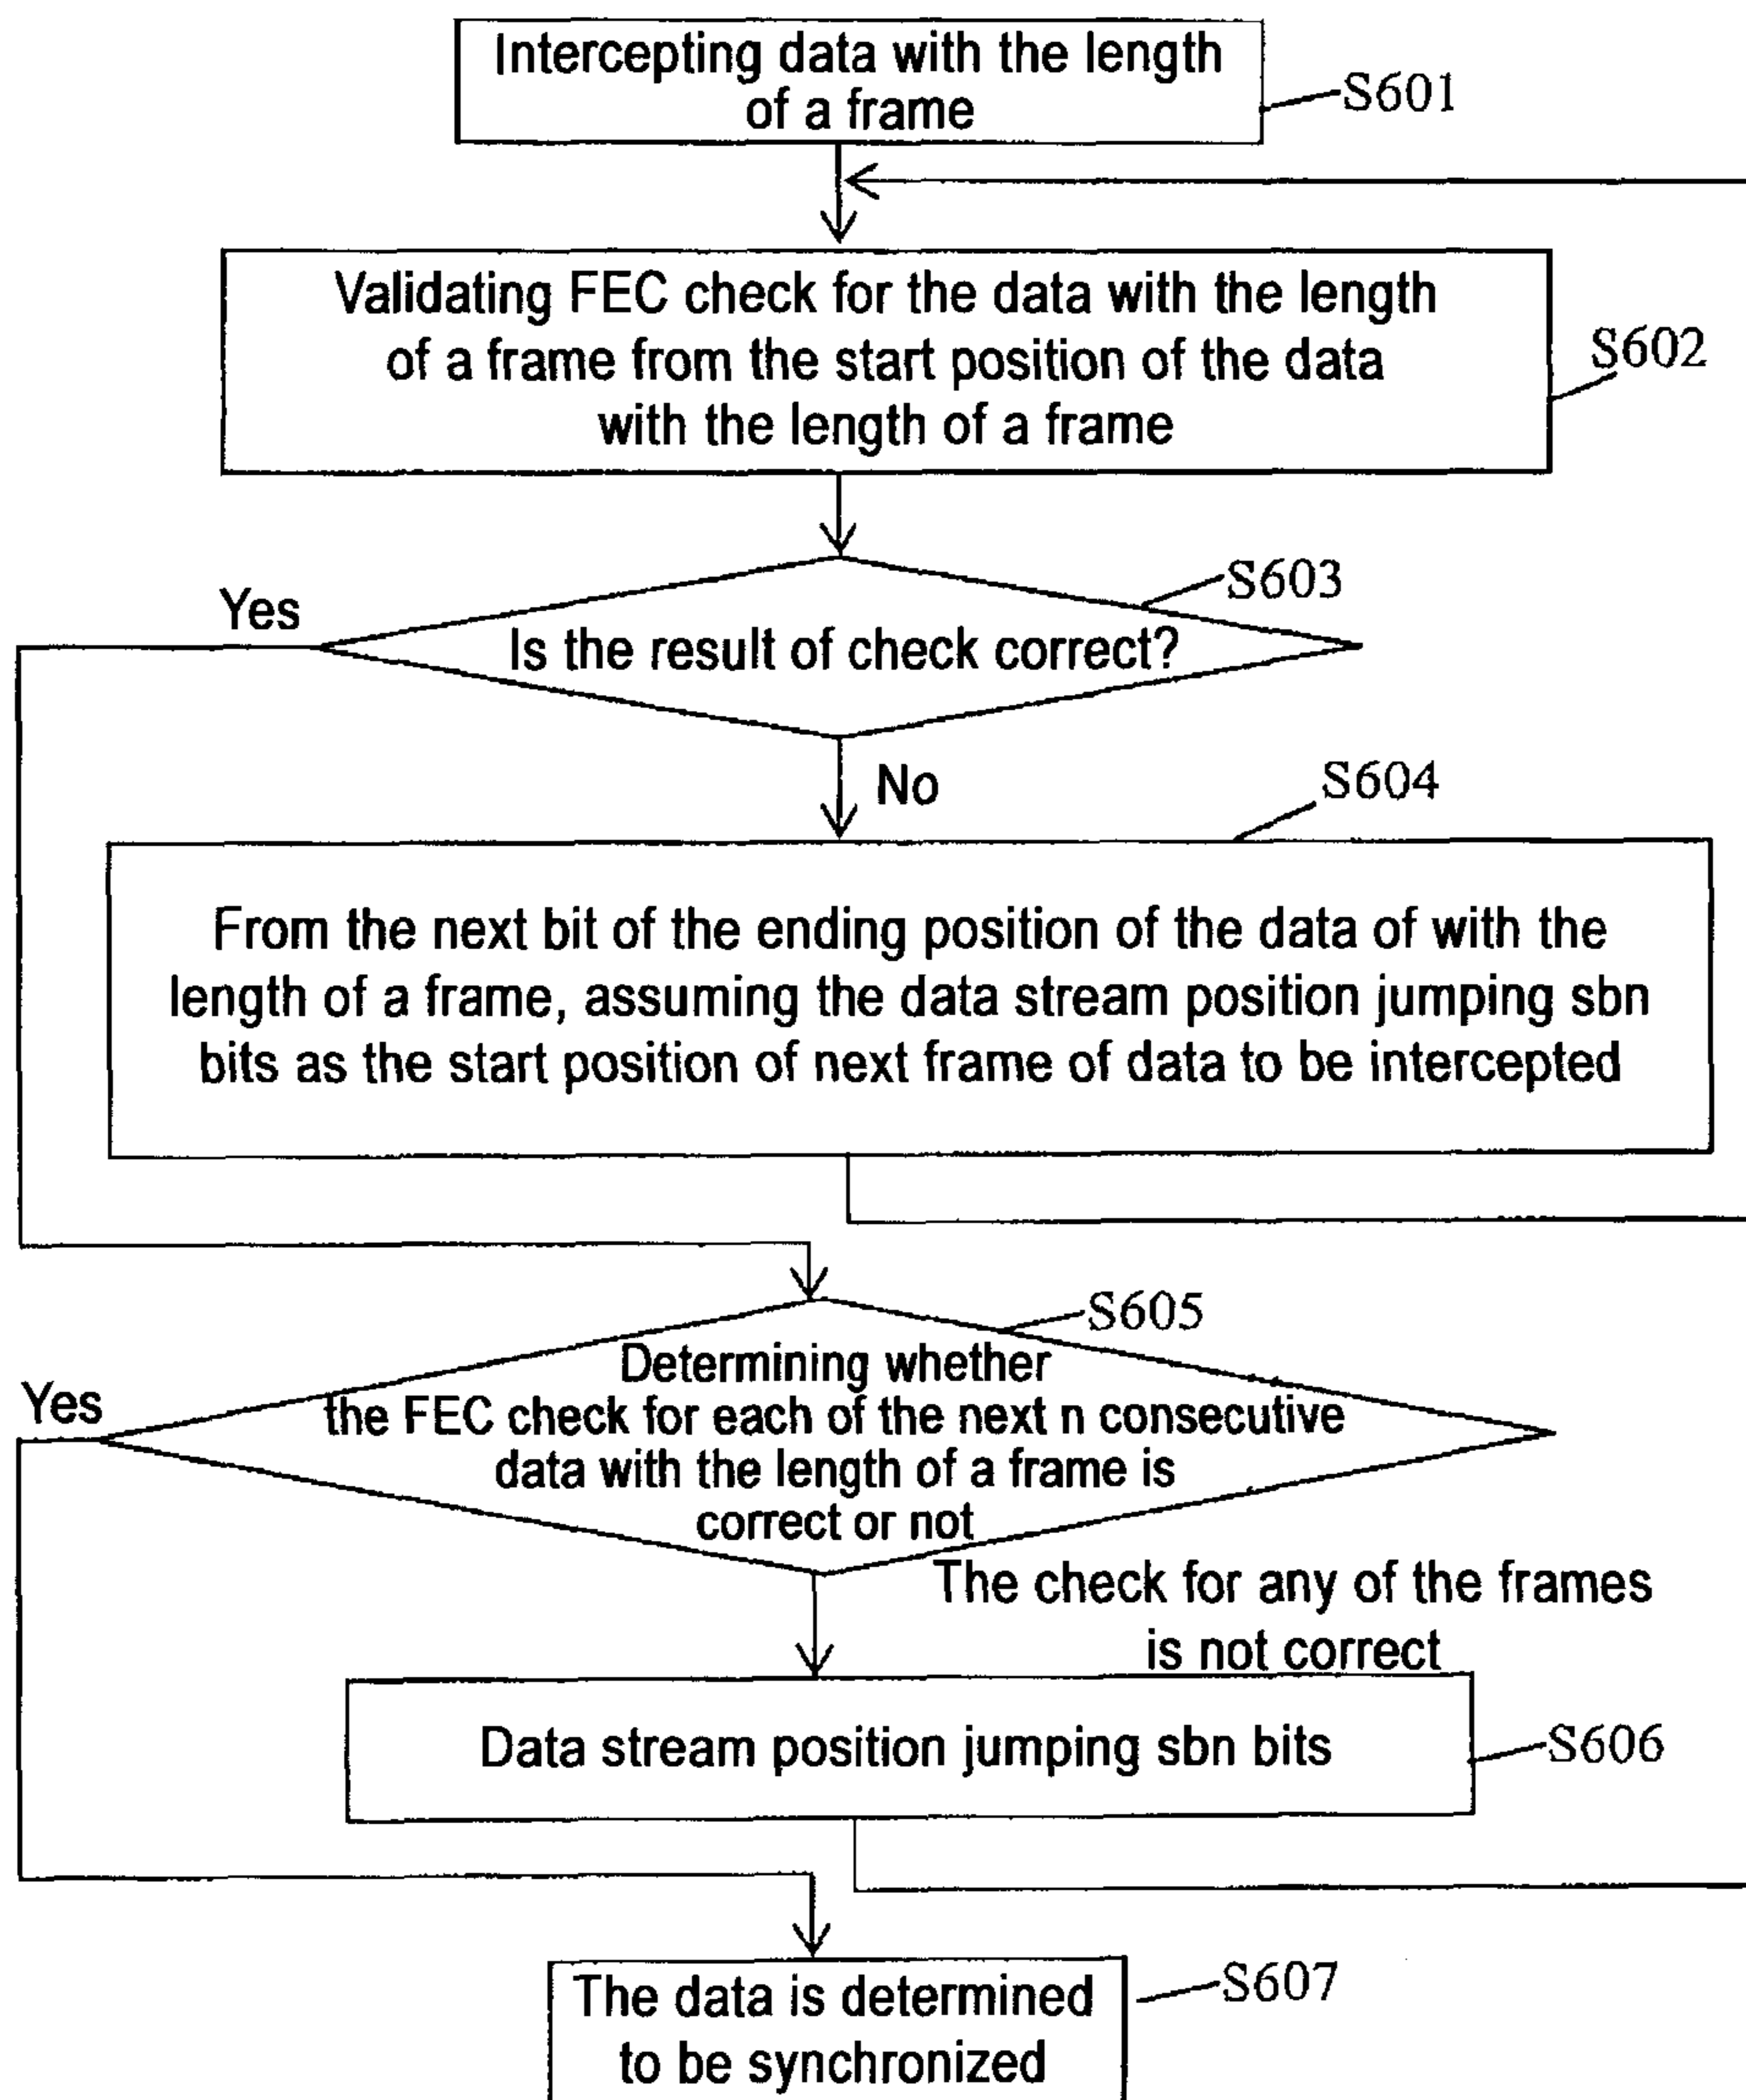 Intercepting data with the length
of a frame
S601
Validating FEC check for the data with the length
of a frame from the start position of the data
with the length of a frame
S602
S603
Yes
Is the result of check correct?
No
S604
From the next bit of the ending position of the data of with the
length of a frame, assuming the data stream position jumping sbn
bits as the start position of next frame of data to be intercepted
S605
Determining whether
Yes
the FEC check for each of the next n consecutive
data with the length of a frame is
correct or not
The check for any of the frames
is not correct
Data stream position jumping sbn bits
S606
The data is determined
to be synchronized
S607